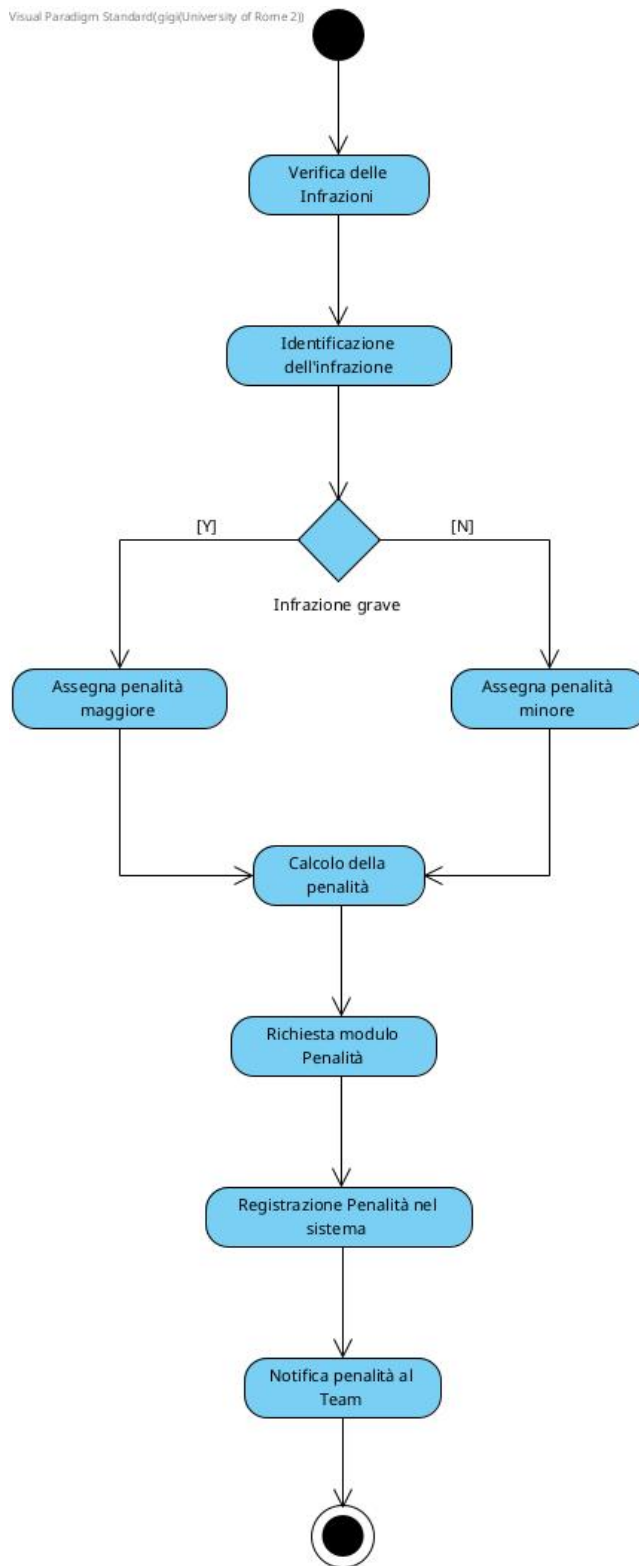 Visual Paradigm Standard(gigi(University of Rome 2))
Verifica delle
Infrazioni
Identificazione
dell'infrazione
[Y]
[N]
Infrazione grave
Assegna penalità
maggiore
Assegna penalità
minore
Calcolo della
penalità
Richiesta modulo
Penalità
Registrazione Penalità nel
sistema
Notifica penalità al
Team